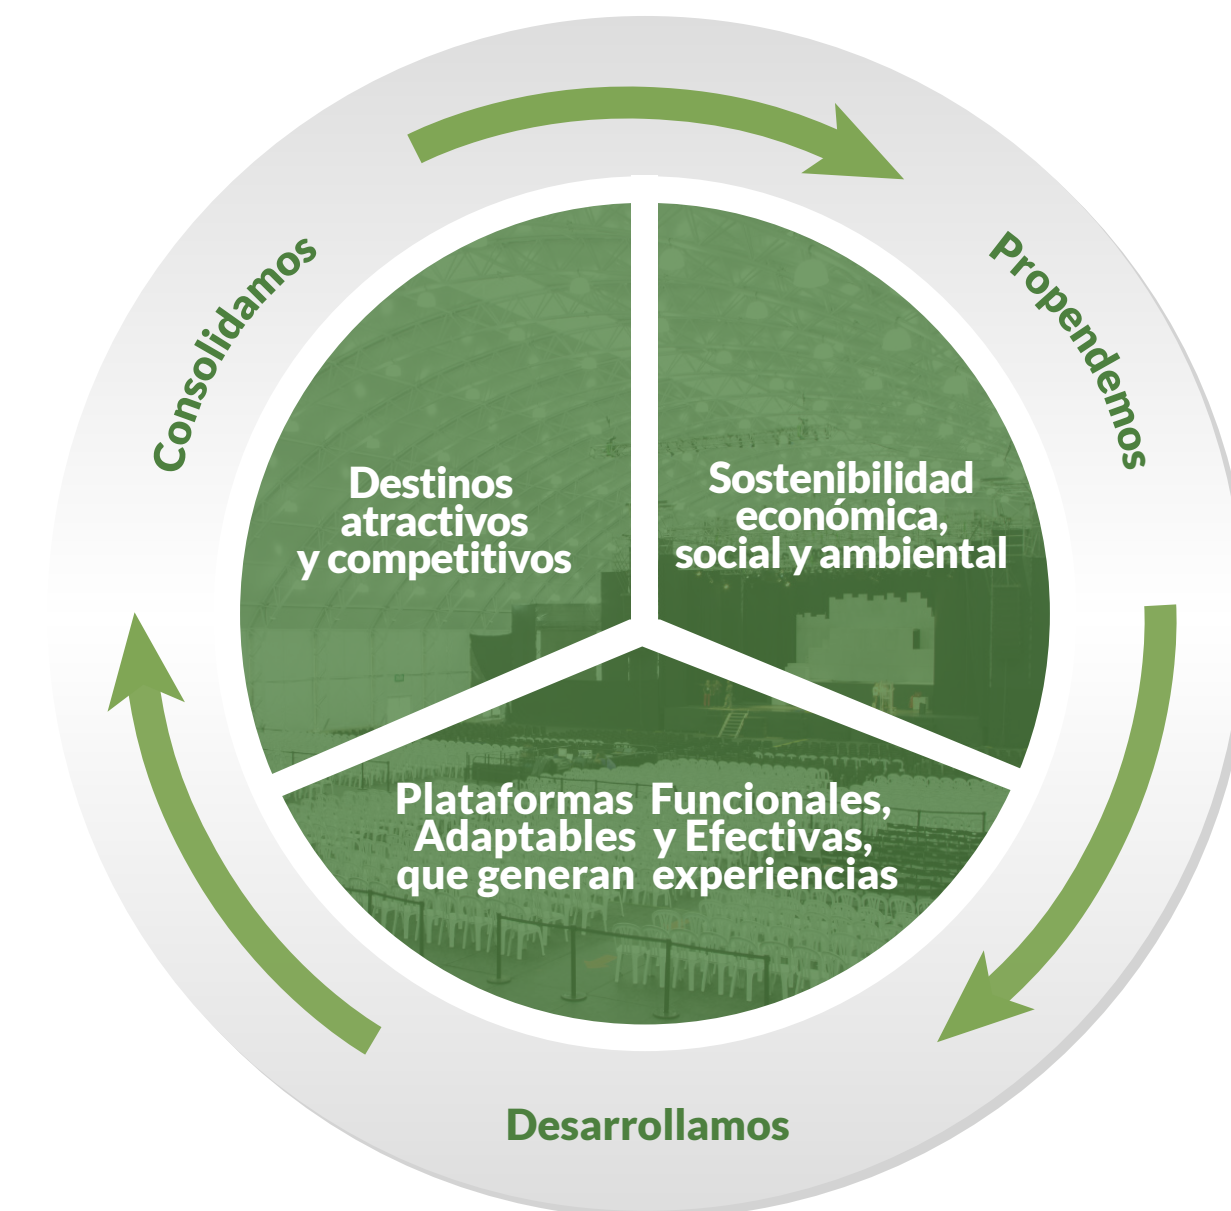 Consolidamos
Propendemos
Destinos
atractivos
y competitivos
Sostenibilidad
económica,
social y ambiental
Plataformas Funcionales,
Adaptables y Efectivas,
que generan experiencias
Desarrollamos